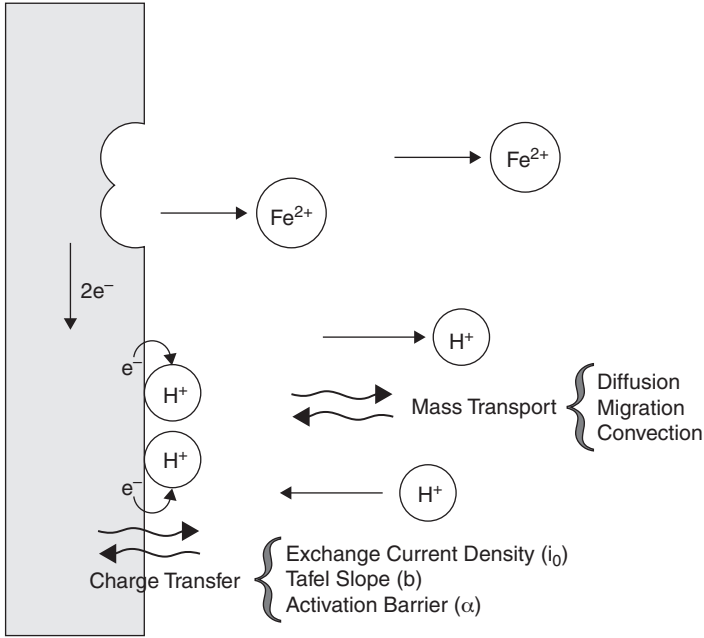 Fe²⁺
Fe²⁺
2e⁻
H⁺
e⁻
H⁺
Diffusion
Mass Transport
Migration
Convection
H⁺
e⁻
H⁺
Exchange Current Density (i₀)
Charge Transfer
Tafel Slope (b)
Activation Barrier (α)